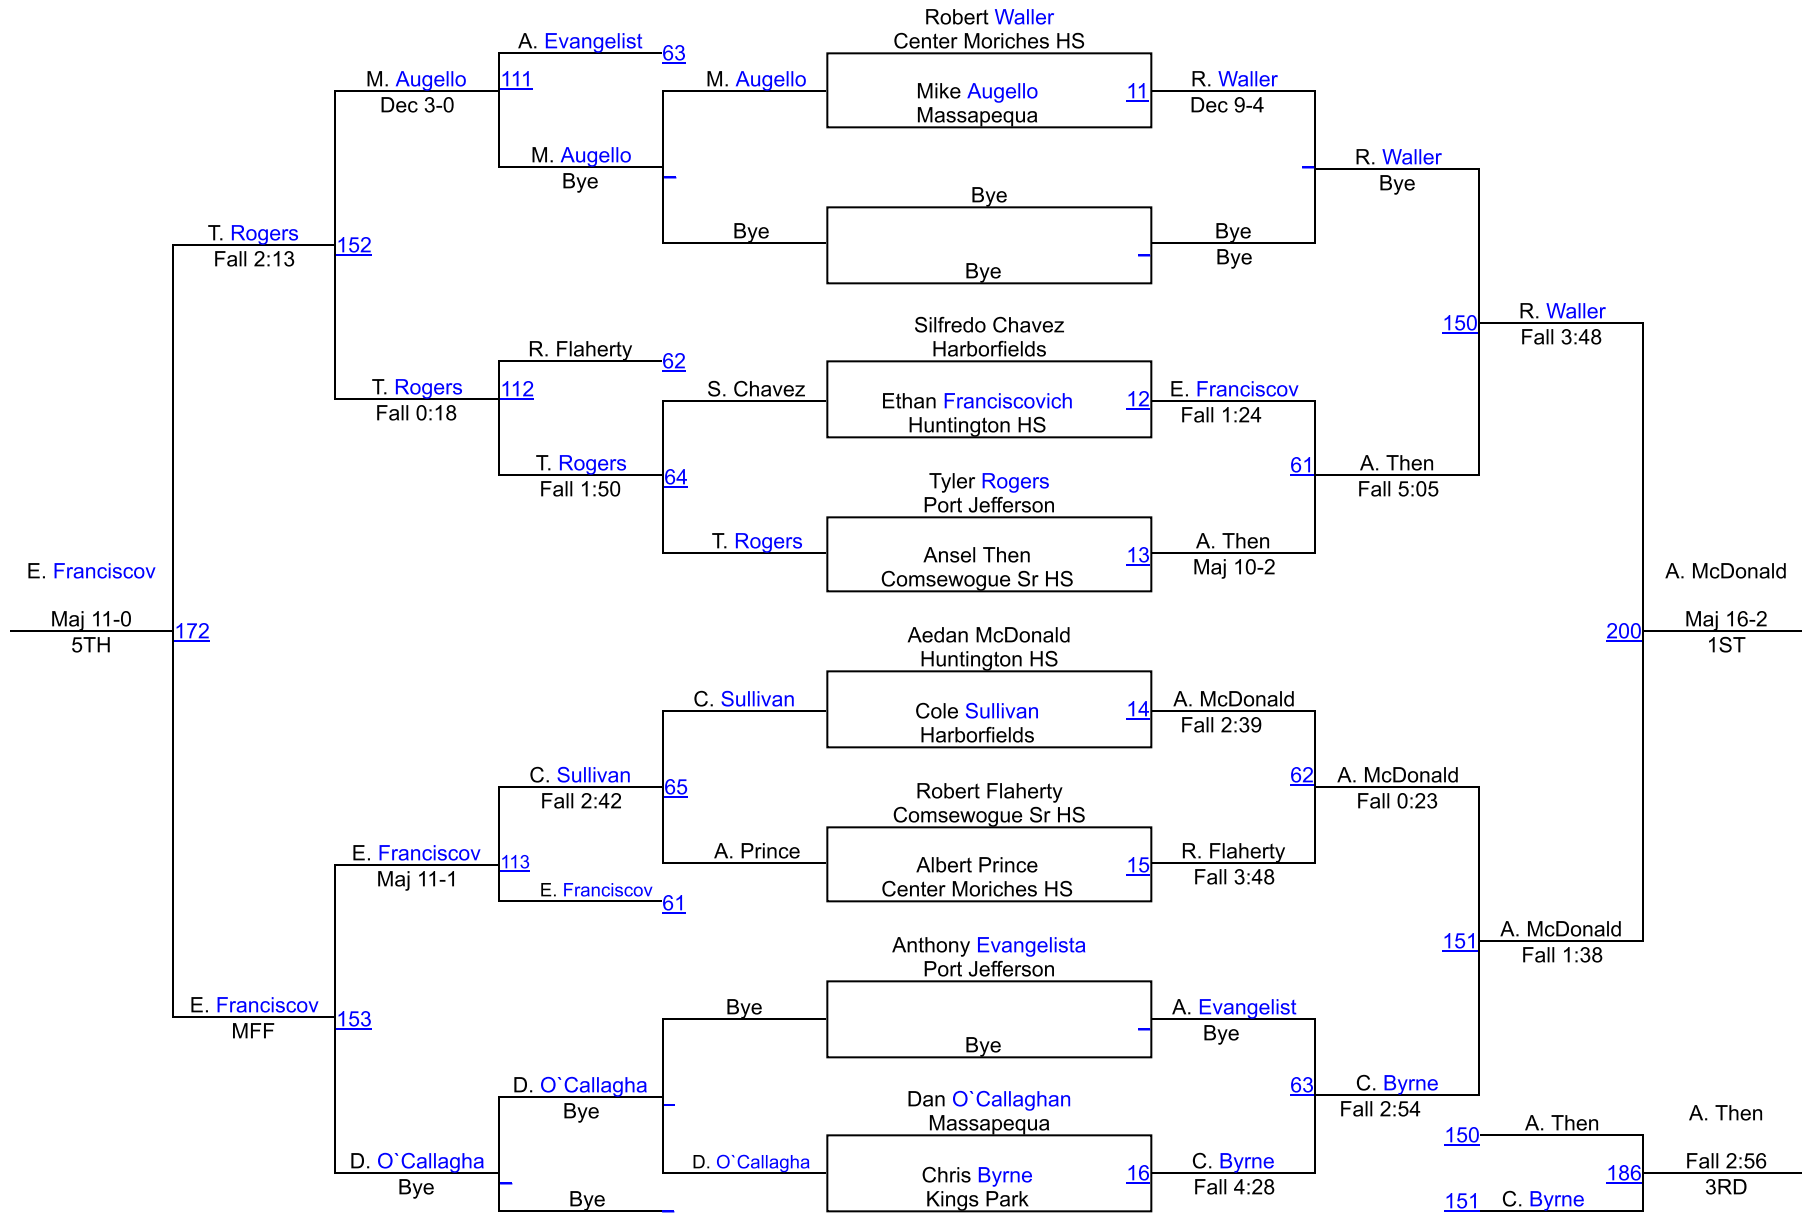 Robert Waller
Center Moriches HS
A. Evangelist
63
M. Augello
111
M. Augello
Mike Augello
11
R. Waller
Dec 3-0
Massapequa
Dec 9-4
M. Augello
R. Waller
Bye
Bye
Bye
T. Rogers
Bye
Bye
152
Fall 2:13
Bye
Bye
R. Waller
Silfredo Chavez
150
Fall 3:48
R. Flaherty
Harborfields
62
T. Rogers
112
S. Chavez
E. Franciscov
Fall 0:18
Ethan Franciscovich
12
Fall 1:24
Huntington HS
T. Rogers
61
A. Then
64
Tyler Rogers
Fall 1:50
Fall 5:05
Port Jefferson
T. Rogers
A. Then
Ansel Then
13
E. Franciscov
Comsewogue Sr HS
Maj 10-2
A. McDonald
Maj 11-0
Maj 16-2
172
Aedan McDonald
200
5TH
Huntington HS
1ST
C. Sullivan
A. McDonald
Cole Sullivan
14
Harborfields
Fall 2:39
C. Sullivan
62
A. McDonald
65
Robert Flaherty
Fall 2:42
Fall 0:23
Comsewogue Sr HS
E. Franciscov
113
A. Prince
R. Flaherty
Albert Prince
15
Maj 11-1
E. Franciscov
Center Moriches HS
Fall 3:48
61
A. McDonald
Anthony Evangelista
151
Port Jefferson
Fall 1:38
E. Franciscov
Bye
A. Evangelist
153
MFF
Bye
Bye
D. O`Callagha
63
C. Byrne
Dan O`Callaghan
Bye
Fall 2:54
Massapequa
A. Then
A. Then
150
D. O`Callagha
D. O`Callagha
C. Byrne
Fall 2:56
Chris Byrne
16
186
Bye
Fall 4:28
3RD
Bye
Kings Park
151
C. Byrne